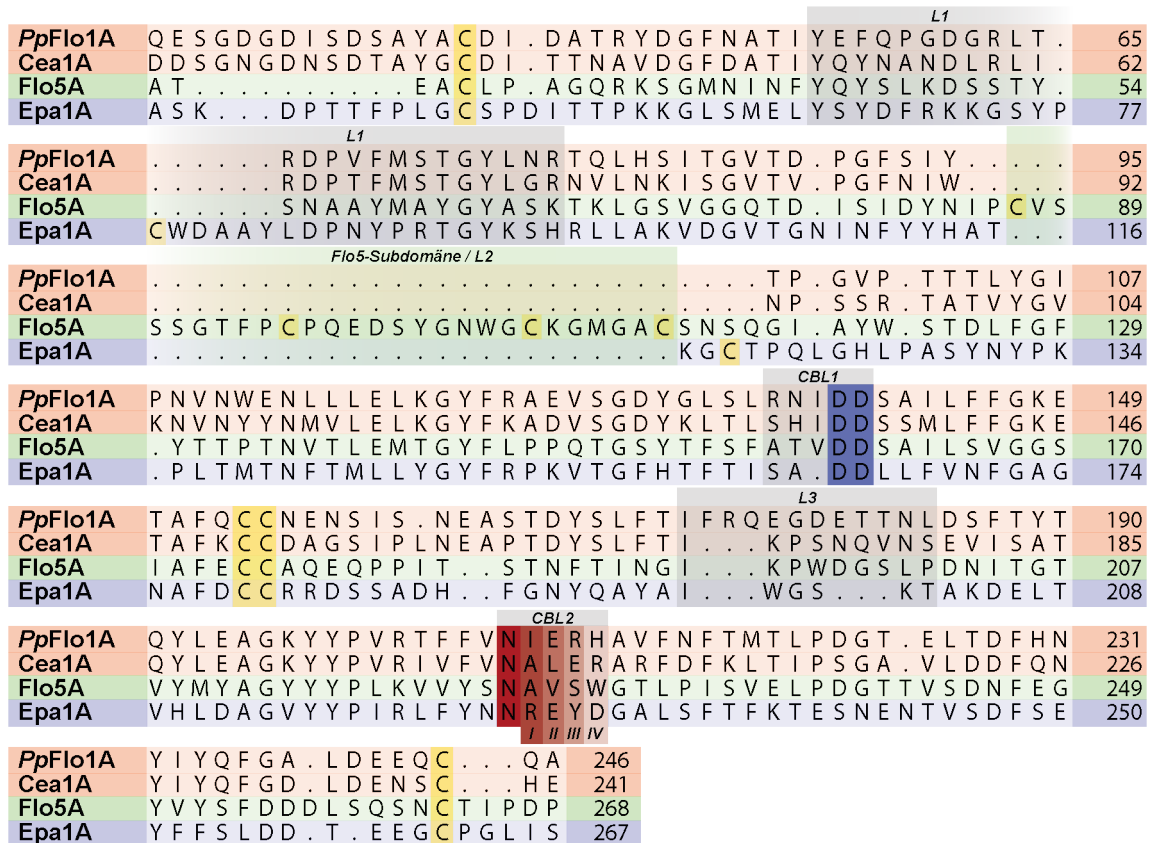 L1
PpFlo1A QESGDGDISDSAYACDI.DATRYDGFNATIYEFQPGDGRLT. 65
Cea1A DDSGNGDNSDTAYGCDI.TTNAVDGFDATIYQYNANDLRLI. 62
Flo5A AT..........EACLP.AGQRKSGMNINFYQYSLKDSSTY. 54
Epa1A ASK...DPTTFPLGCSPDITTPKKGLSMELYSYDFRKKGSYP 77
L1
PpFlo1A ......RDPVFMSTGYLNRTQLHSITGVTD.PGFSIY..... 95
Cea1A ......RDPTFMSTGYLGRNVLNKISGVTV.PGFNIW..... 92
Flo5A ......SNAAYMAYGYASKTKLGSVGGQTD.ISIDYNIPCVS 89
Epa1A CWDAAYLDPNYPRTGYKSHRLLAKVDGVTGNINFYYHAT... 116
Flo5-Subdomäne / L2
PpFlo1A ............................TP.GVP.TTTLYGI 107
Cea1A ............................NP.SSR.TATVYGV 104
Flo5A SSGTFPCPQEDSYGNWGCKGMGACSNSQGI.AYW.STDLFGF 129
Epa1A ........................KGCTPQLGHLPASYNYPK 134
CBL1
PpFlo1A PNVNWENLLLELKGYFRAEVSGDYGLSLRNIDDSAILFFGKE 149
Cea1A KNVNYYNMVLELKGYFKADVSGDYKLTLSHIDDSSMLFFGKE 146
Flo5A .YTTPTNVTLEMTGYFLPPQTGSYTFSFATVDDSAILSVGGS 170
Epa1A .PLTMTNFTMLLYGYFRPKVTGFHTFTISA.DDLLFVNFGAG 174
L3
PpFlo1A TAFQCCNENSIS.NEASTDYSLFTIFRQEGDETTNLDSFTYT 190
Cea1A TAFKCCDAGSIPLNEAPTDYSLFTI...KPSNQVNSEVISAT 185
Flo5A IAFECCAQEQPPIT..STNFTINGI...KPWDGSLPDNITGT 207
Epa1A NAFDCCRRDSSADH..FGNYQAYAI...WGS...KTAKDELT 208
CBL2
PpFlo1A QYLEAGKYYPVRTFFVNIERHAVFNFTMTLPDGT.ELTDFHN 231
Cea1A QYLEAGKYYPVRIVFVNALERARFDFKLTIPSGA.VLDDFQN 226
Flo5A VYMYAGYYYPLKVVYSNAVSWGTLPISVELPDGTTVSDNFEG 249
Epa1A VHLDAGVYYPIRLFYNNREYDGALSFTFKTESNENTVSDFSE 250
I II III IV
PpFlo1A YIYQFGA.LDEEQC...QA 246
Cea1A YIYQFGD.LDENSC...HE 241
Flo5A YVYSFDDDLSQSNCTIPDP 268
Epa1A YFFSLDD.T.EEGCPGLIS 267